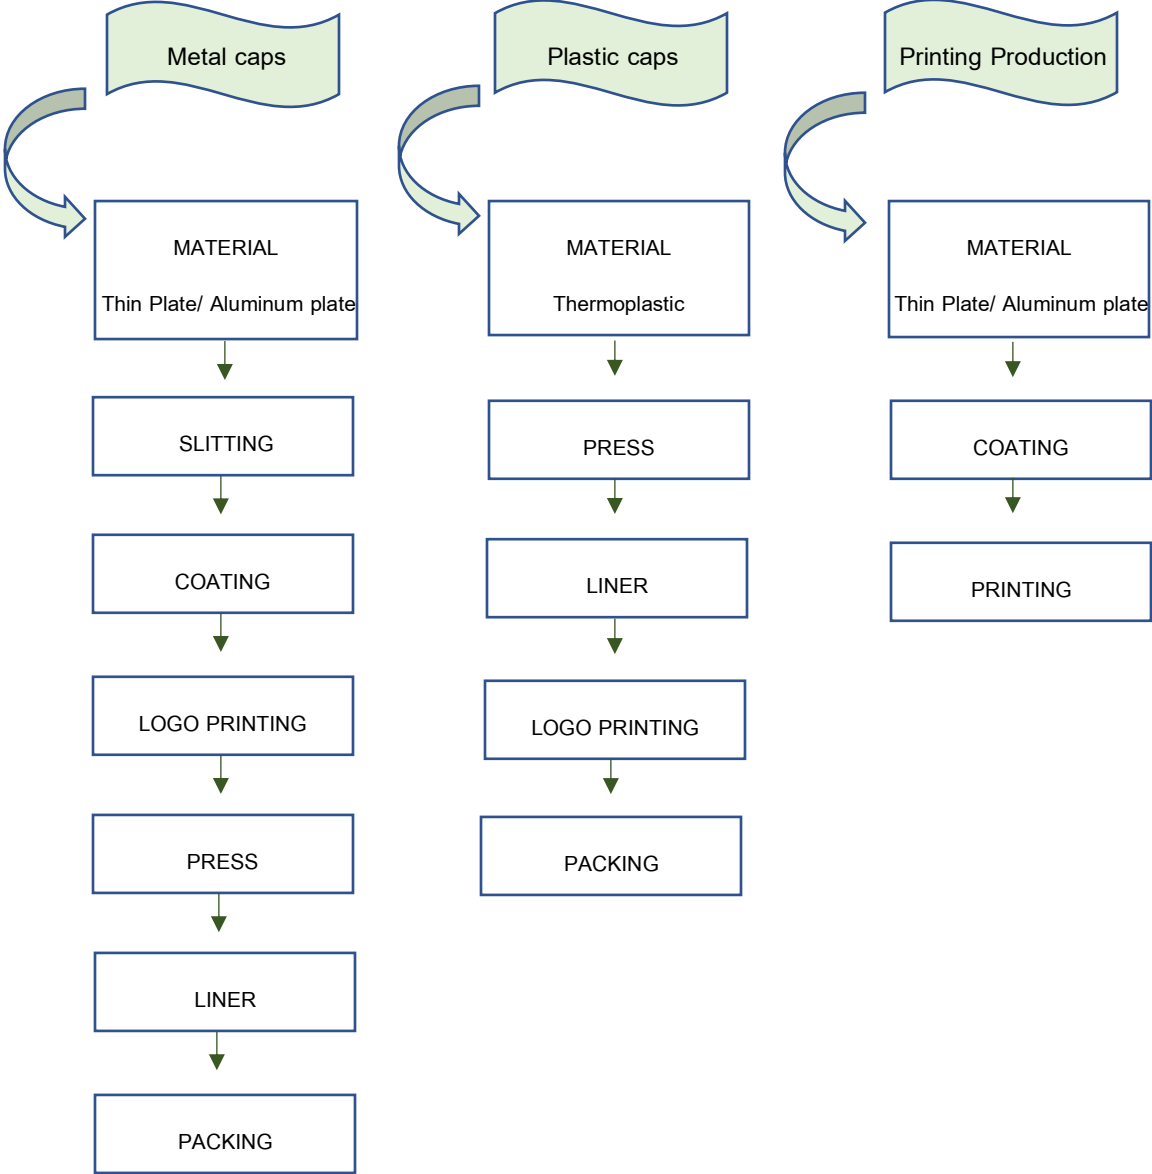 Metal caps
MATERIAL
Thin Plate/ Aluminum plate
SLITTING
COATING
LOGO PRINTING
PRESS
LINER
PACKING
Plastic caps
MATERIAL
Thermoplastic
PRESS
LINER
LOGO PRINTING
PACKING
Printing Production
MATERIAL
Thin Plate/ Aluminum plate
COATING
PRINTING